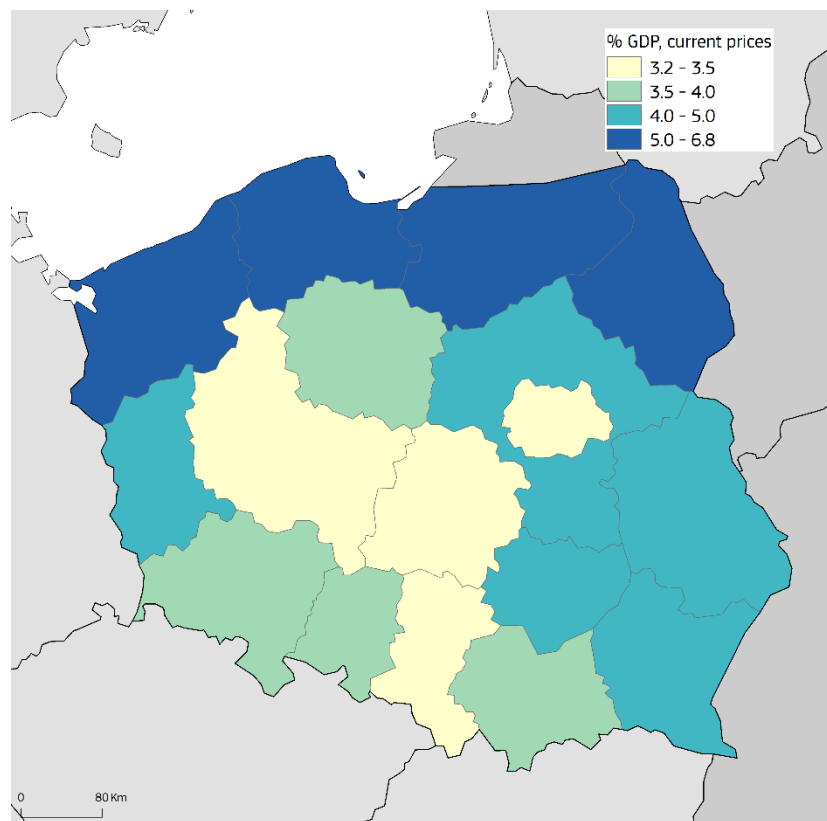 % GDP, current prices
3.2 – 3.5
3.5 – 4.0
4.0 – 5.0
5.0 – 6.8
0 80 Km